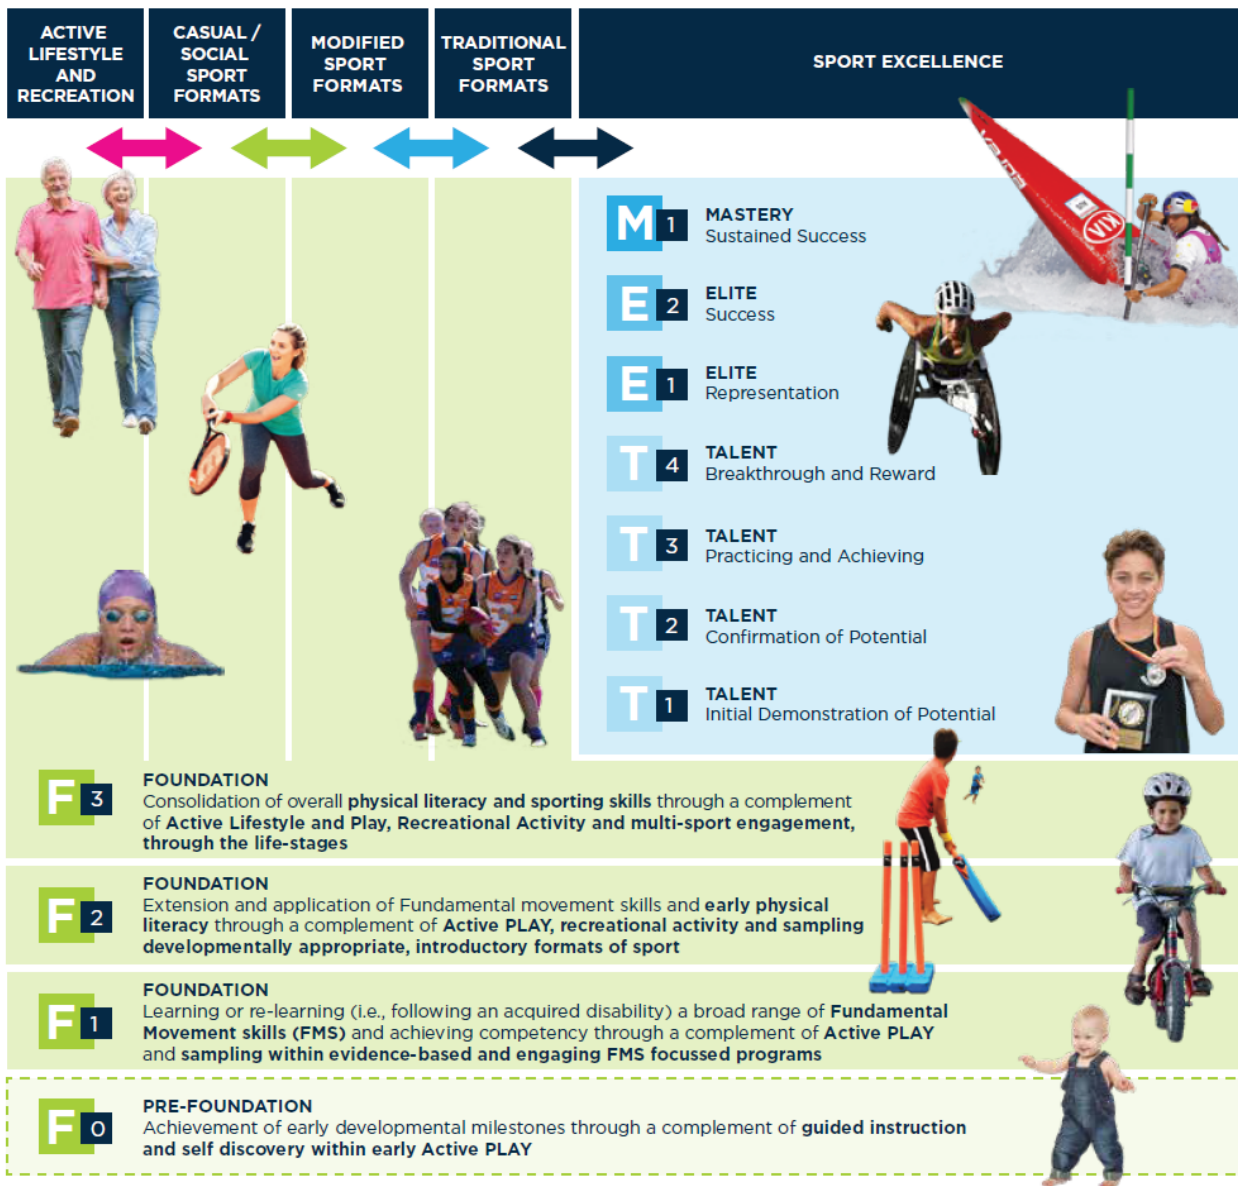 ACTIVE
LIFESTYLE
AND
RECREATION
CASUAL /
SOCIAL
SPORT
FORMATS
MODIFIED
SPORT
FORMATS
TRADITIONAL
SPORT
FORMATS
SPORT EXCELLENCE
M 1
MASTERY
Sustained Success
E 2
ELITE
Success
E 1
ELITE
Representation
T 4
TALENT
Breakthrough and Reward
T 3
TALENT
Practicing and Achieving
T 2
TALENT
Confirmation of Potential
T 1
TALENT
Initial Demonstration of Potential
VIX
F 3
FOUNDATION
Consolidation of overall physical literacy and sporting skills through a complement
of Active Lifestyle and Play, Recreational Activity and multi-sport engagement,
through the life-stages
F 2
FOUNDATION
Extension and application of Fundamental movement skills and early physical
literacy through a complement of Active PLAY, recreational activity and sampling
developmentally appropriate, introductory formats of sport
F 1
FOUNDATION
Learning or re-learning (i.e., following an acquired disability) a broad range of Fundamental
Movement skills (FMS) and achieving competency through a complement of Active PLAY
and sampling within evidence-based and engaging FMS focussed programs
F 0
PRE-FOUNDATION
Achievement of early developmental milestones through a complement of guided instruction
and self discovery within early Active PLAY